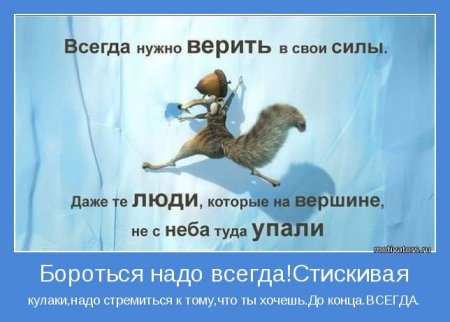 Всегда нужно верить в свои силы.
Даже те люди, которые на вершине,
не с неба туда упали
motivators.ru
Бороться надо всегда!Стискивая
кулаки,надо стремиться к тому,что ты хочешь.До конца.ВСЕГДА.